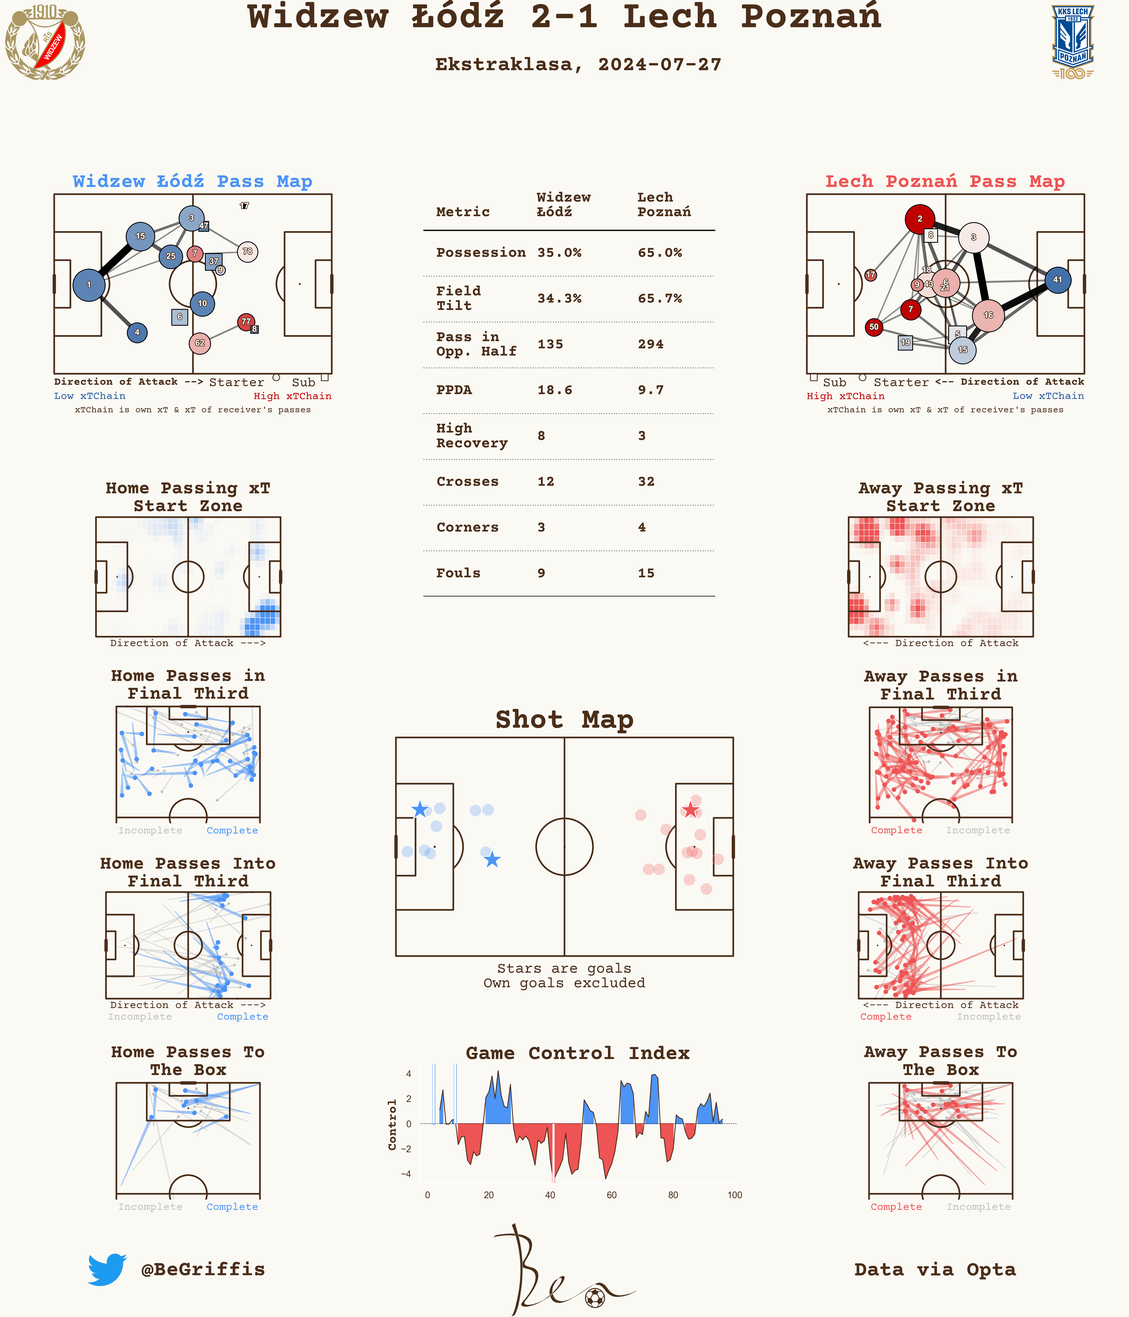 Widzew Łódź 2-1 Lech Poznań
Ekstraklasa, 2024-07-27
1910
RTS
WIDZEW
KKS LECH
1922
POZNAŃ
100
Widzew Łódź Pass Map
17
3
47
15
25
7
78
37
9
1
10
6
4
77
8
62
Direction of Attack -->
Starter
Sub
Low xTChain
High xTChain
xTChain is own xT & xT of receiver's passes
Metric
Widzew Łódź
Lech Poznań
Possession 35.0% 65.0%
Field Tilt 34.3% 65.7%
Pass in Opp. Half 135 294
PPDA 18.6 9.7
High Recovery 8 3
Crosses 12 32
Corners 3 4
Fouls 9 15
Lech Poznań Pass Map
2
8
3
17
9
43
41
7
16
50
19
5
15
Sub
Starter
<-- Direction of Attack
High xTChain
Low xTChain
xTChain is own xT & xT of receiver's passes
Home Passing xT
Start Zone
Direction of Attack --->
Away Passing xT
Start Zone
<--- Direction of Attack
Home Passes in
Final Third
Incomplete
Complete
Shot Map
Stars are goals
Own goals excluded
Away Passes in
Final Third
Complete
Incomplete
Home Passes Into
Final Third
Direction of Attack --->
Incomplete
Complete
Away Passes Into
Final Third
<--- Direction of Attack
Complete
Incomplete
Home Passes To
The Box
Incomplete
Complete
Game Control Index
Control
4
2
0
−2
−4
0 20 40 60 80 100
Away Passes To
The Box
Complete
Incomplete
@BeGriffis
Ben
Data via Opta